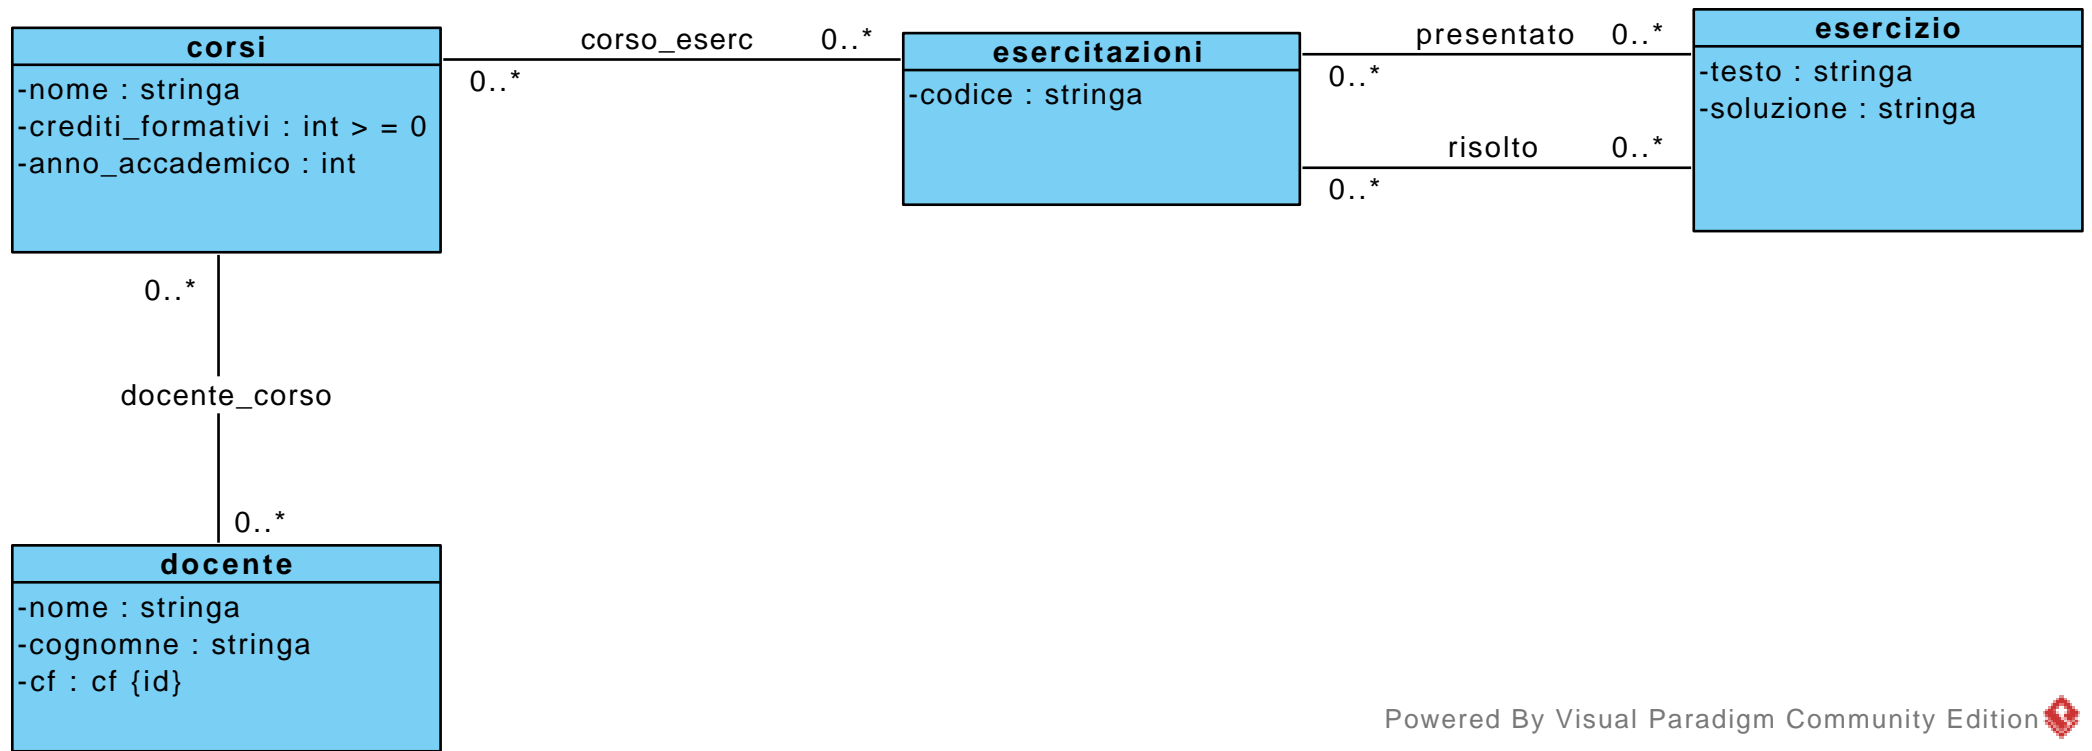 corsi
-nome : stringa
-crediti_formativi : int > = 0
-anno_accademico : int
corso_eserc
0..*
0..*
esercitazioni
-codice : stringa
presentato
0..*
0..*
risolto
0..*
0..*
esercizio
-testo : stringa
-soluzione : stringa
0..*
docente_corso
0..*
docente
-nome : stringa
-cognomne : stringa
-cf : cf {id}
Powered By Visual Paradigm Community Edition